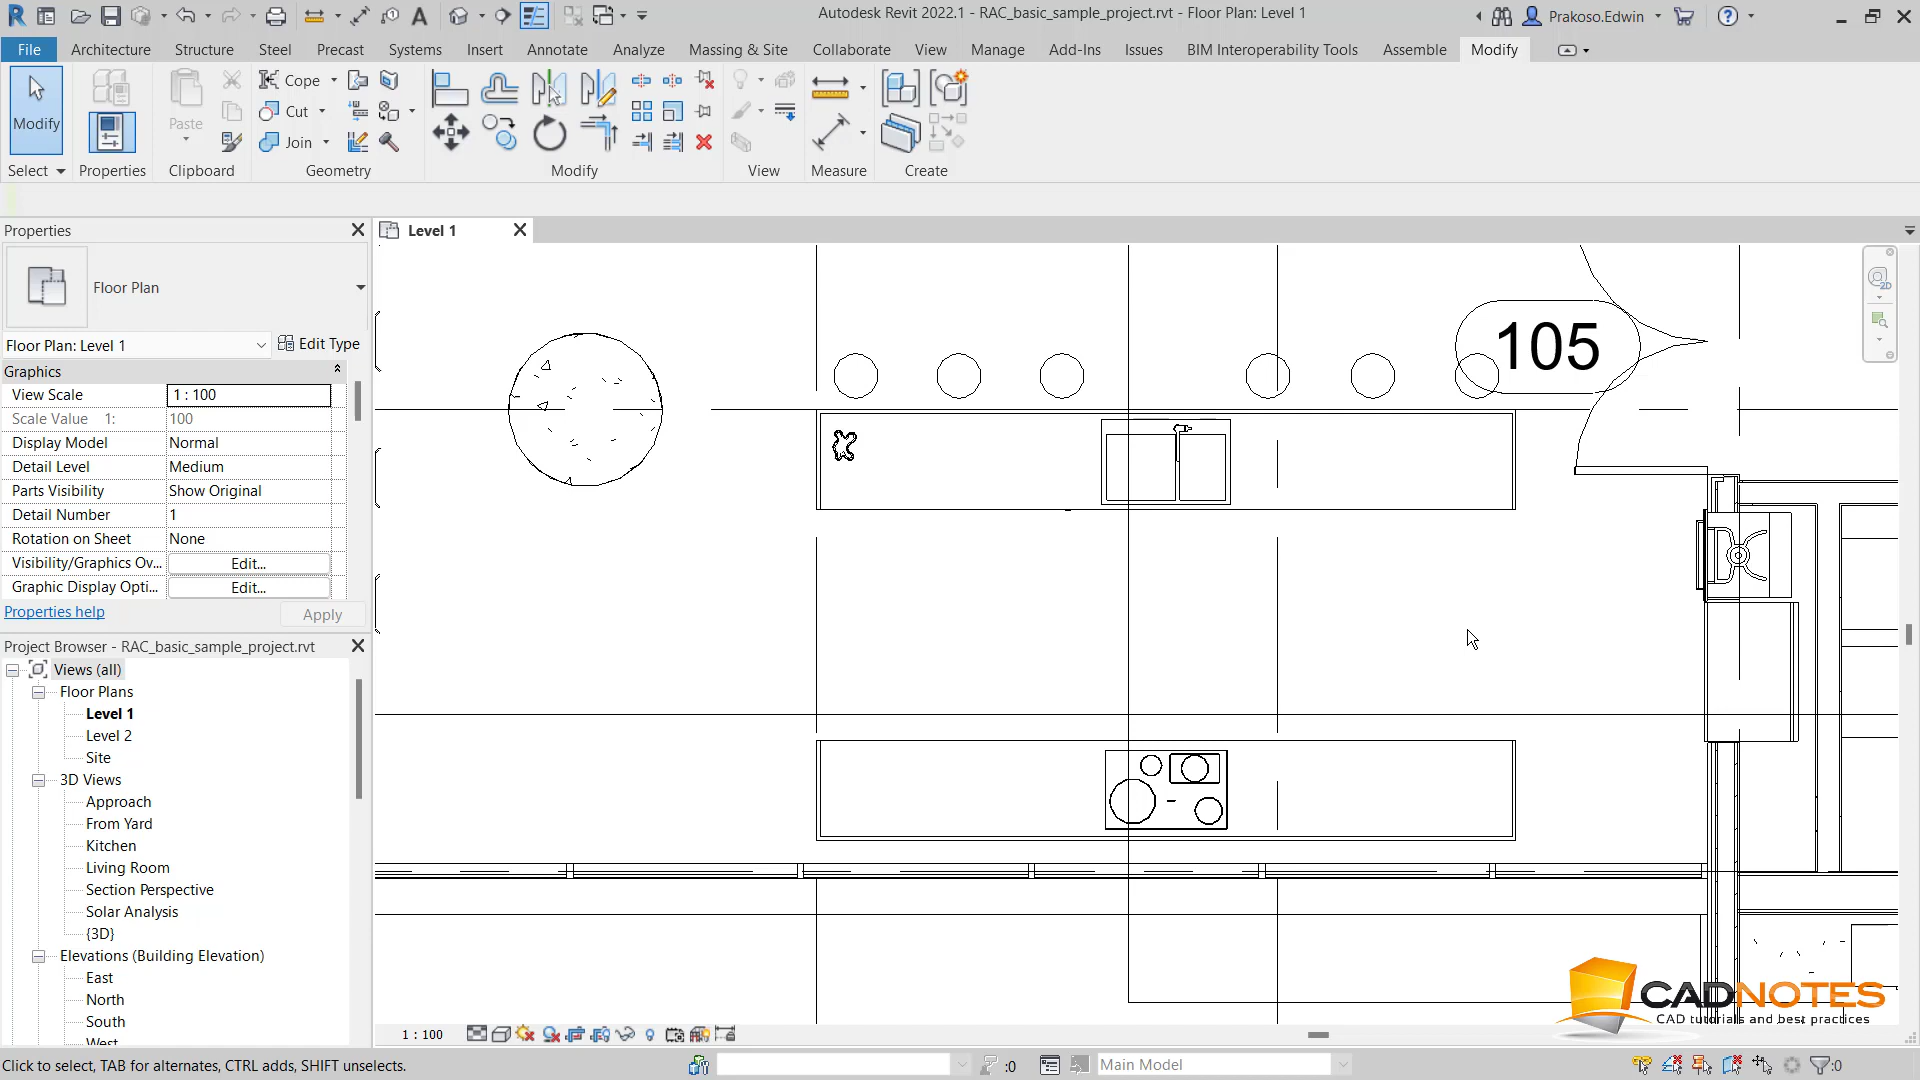 Autodesk Revit 2022.1 - RAC_basic_sample_project.rvt - Floor Plan: Level 1
Prakoso.Edwin
File Architecture Structure Steel Precast Systems Insert Annotate Analyze Massing & Site Collaborate View Manage Add-Ins Issues BIM Interoperability Tools Assemble Modify
Modify
Paste
Cope
Cut
Join
Select Properties Clipboard Geometry Modify View Measure Create
Properties
Level 1
Floor Plan
Floor Plan: Level 1
Edit Type
Graphics
View Scale 1 : 100
Scale Value 1: 100
Display Model Normal
Detail Level Medium
Parts Visibility Show Original
Detail Number 1
Rotation on Sheet None
Visibility/Graphics Ov... Edit...
Graphic Display Opti... Edit...
Properties help
Apply
Project Browser - RAC_basic_sample_project.rvt
Views (all)
Floor Plans
Level 1
Level 2
Site
3D Views
Approach
From Yard
Kitchen
Living Room
Section Perspective
Solar Analysis
{3D}
Elevations (Building Elevation)
East
North
South
West
105
2D
CADNOTES
CAD tutorials and best practices
1 : 100
Click to select, TAB for alternates, CTRL adds, SHIFT unselects.
:0
Main Model
:0